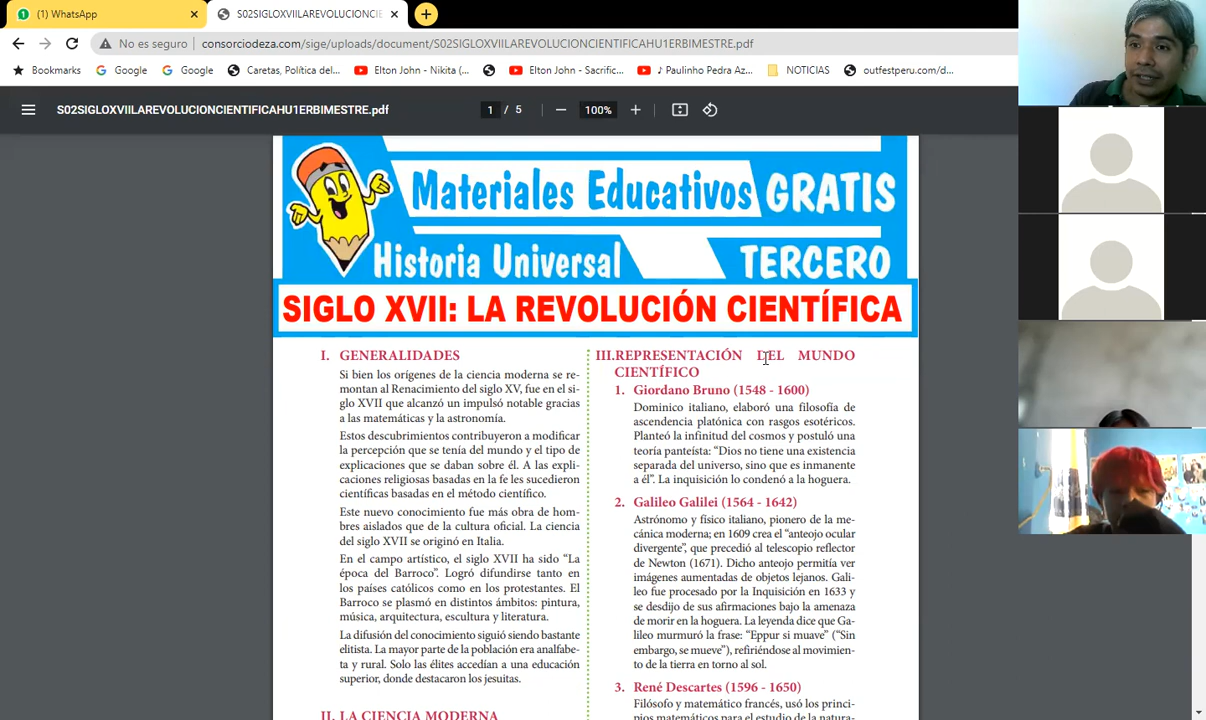 (1) WhatsApp
S02SIGLOXVIILAREVOLUCIONCIE
No es seguro
consorciodeza.com/sige/uploads/document/S02SIGLOXVIILAREVOLUCIONCIENTIFICAHU1ERBIMESTRE.pdf
Bookmarks
Google
Google
Caretas, Política del...
Elton John - Nikita (...
Elton John - Sacrific...
♪ Paulinho Pedra Az...
NOTICIAS
outfestperu.com/d...
S02SIGLOXVIILAREVOLUCIONCIENTIFICAHU1ERBIMESTRE.pdf
1 / 5
100%
Materiales Educativos GRATIS
Historia Universal TERCERO
SIGLO XVII: LA REVOLUCIÓN CIENTÍFICA
I. GENERALIDADES
Si bien los orígenes de la ciencia moderna se re-
montan al Renacimiento del siglo XV, fue en el si-
glo XVII que alcanzó un impulsó notable gracias
a las matemáticas y la astronomía.
Estos descubrimientos contribuyeron a modificar
la percepción que se tenía del mundo y el tipo de
explicaciones que se daban sobre él. A las expli-
caciones religiosas basadas en la fe les sucedieron
científicas basadas en el método científico.
Este nuevo conocimiento fue más obra de hom-
bres aislados que de la cultura oficial. La ciencia
del siglo XVII se originó en Italia.
En el campo artístico, el siglo XVII ha sido “La
época del Barroco”. Logró difundirse tanto en
los países católicos como en los protestantes. El
Barroco se plasmó en distintos ámbitos: pintura,
música, arquitectura, escultura y literatura.
La difusión del conocimiento siguió siendo bastante
elitista. La mayor parte de la población era analfabe-
ta y rural. Solo las élites accedían a una educación
superior, donde destacaron los jesuitas.
II. LA CIENCIA MODERNA
III.REPRESENTACIÓN DEL MUNDO
CIENTÍFICO
1. Giordano Bruno (1548 - 1600)
Dominico italiano, elaboró una filosofía de
ascendencia platónica con rasgos esotéricos.
Planteó la infinitud del cosmos y postuló una
teoría panteísta: “Dios no tiene una existencia
separada del universo, sino que es inmanente
a él”. La inquisición lo condenó a la hoguera.
2. Galileo Galilei (1564 - 1642)
Astrónomo y físico italiano, pionero de la me-
cánica moderna; en 1609 crea el “anteojo ocular
divergente”, que precedió al telescopio reflector
de Newton (1671). Dicho anteojo permitía ver
imágenes aumentadas de objetos lejanos. Gali-
leo fue procesado por la Inquisición en 1633 y
se desdijo de sus afirmaciones bajo la amenaza
de morir en la hoguera. La leyenda dice que Ga-
lileo murmuró la frase: “Eppur si muave” (“Sin
embargo, se mueve”), refiriéndose al movimien-
to de la tierra en torno al sol.
3. René Descartes (1596 - 1650)
Filósofo y matemático francés, usó los princi-
pios matemáticos para el estudio de la natura-